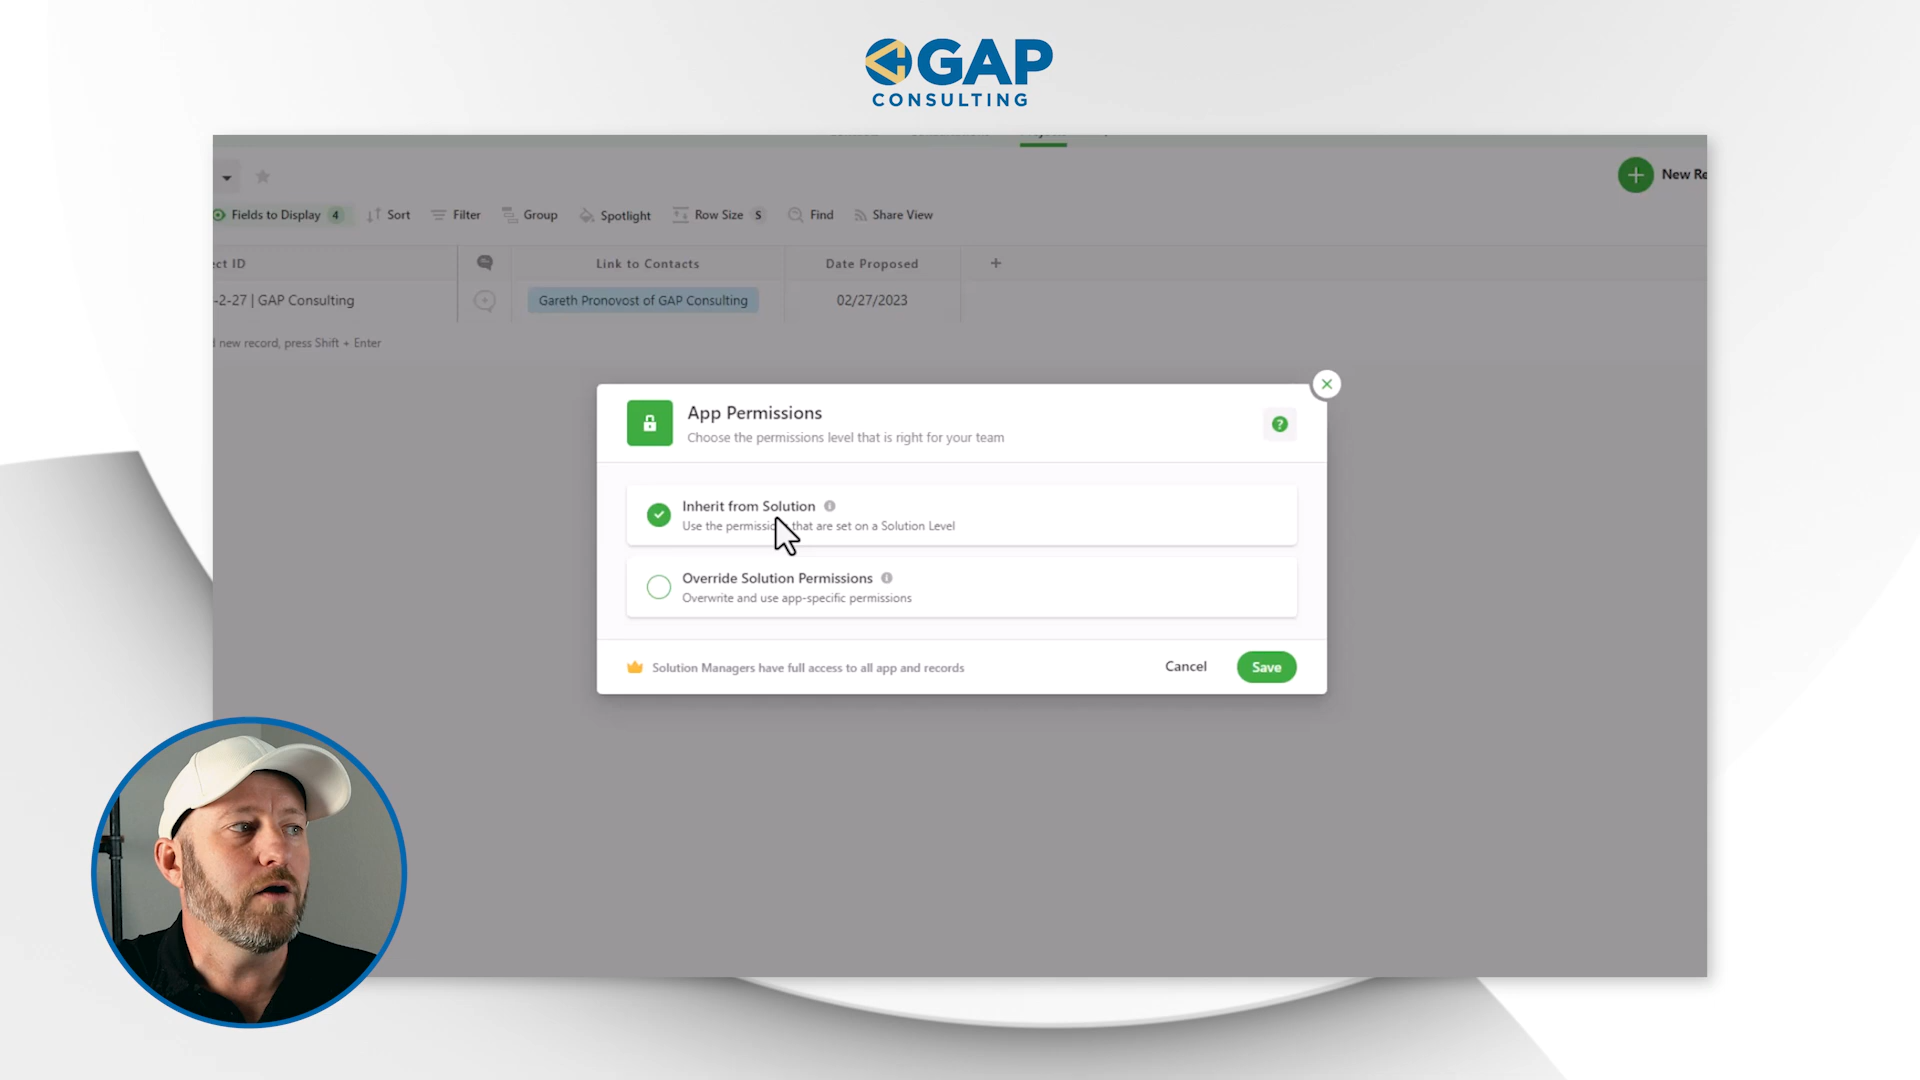 GAP
CONSULTING
New Re
Fields to Display 4 Sort Filter Group Spotlight Row Size S Find Share View
ect ID Link to Contacts Date Proposed
-2-27 | GAP Consulting Gareth Pronovost of GAP Consulting 02/27/2023
new record, press Shift + Enter
App Permissions
Choose the permissions level that is right for your team
?
Inherit from Solution
Use the permissi that are set on a Solution Level
Override Solution Permissions
Overwrite and use app-specific permissions
Solution Managers have full access to all app and records Cancel Save